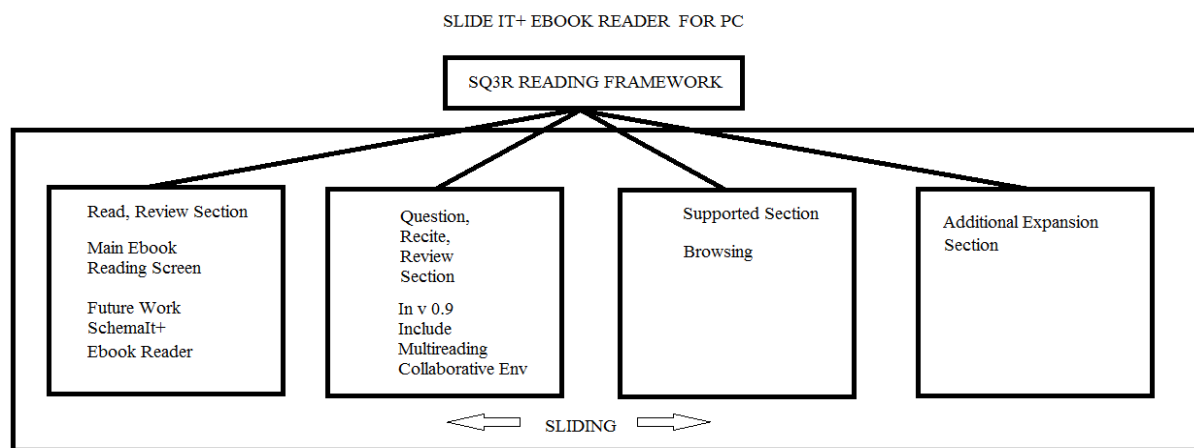 SLIDE IT+ EBOOK READER FOR PC
SQ3R READING FRAMEWORK
Read, Review Section
Main Ebook
Reading Screen
Future Work
SchemaIt+
Ebook Reader
Question,
Recite,
Review
Section
In v 0.9
Include
Multireading
Collaborative Env
Supported Section
Browsing
Additional Expansion
Section
SLIDING